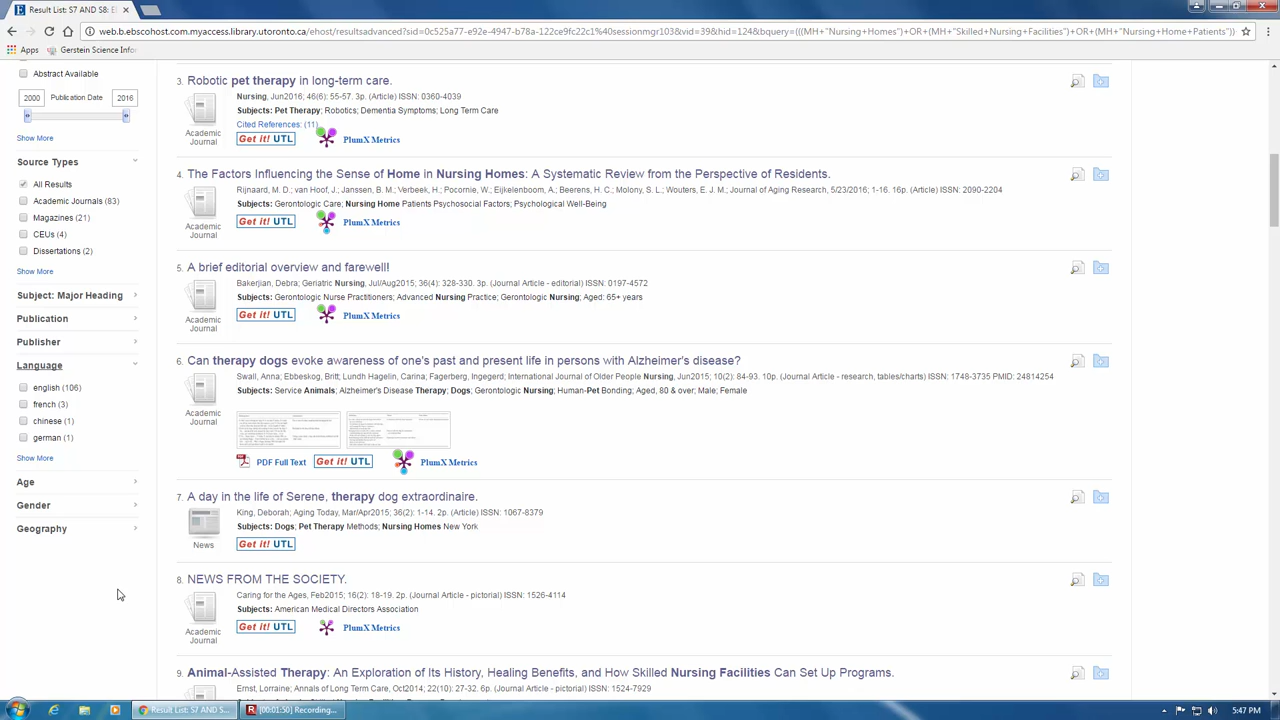 Result List: S7 AND S8: E
web.b.ebscohost.com.myaccess.library.utoronto.ca/ehost/resultsadvanced?sid=0c525a77-e92e-4947-b78a-122ce9fc22c1%40sessionmgr103&vid=39&hid=124&bquery=(((MH+"Nursing+Homes")+OR+(MH+"Skilled+Nursing+Facilities")+OR+(MH+"Nursing+Home+Patients"))
Apps Gerstein Science Info
Abstract Available
2000 Publication Date 2016
Show More
Source Types
All Results
Academic Journals (83)
Magazines (21)
CEUs (4)
Dissertations (2)
Show More
Subject: Major Heading
Publication
Publisher
Language
english (106)
french (3)
chinese (1)
german (1)
Show More
Age
Gender
Geography
3. Robotic pet therapy in long-term care.
Nursing, Jun2016; 46(6): 55-57. 3p. (Article) ISSN: 0360-4039
Subjects: Pet Therapy; Robotics; Dementia Symptoms; Long Term Care
Cited References: (11)
Academic Journal
Get it! UTL PlumX Metrics
4. The Factors Influencing the Sense of Home in Nursing Homes: A Systematic Review from the Perspective of Residents.
Rijnaard, M. D.; van Hoof, J.; Janssen, B. M.; Verbeek, H.; Pocornie, W.; Eijkelenboom, A.; Beerens, H. C.; Molony, S. L.; Wouters, E. J. M.; Journal of Aging Research, 5/23/2016; 1-16. 16p. (Article) ISSN: 2090-2204
Subjects: Gerontologic Care; Nursing Home Patients Psychosocial Factors; Psychological Well-Being
Academic Journal
Get it! UTL PlumX Metrics
5. A brief editorial overview and farewell!
Bakerjian, Debra; Geriatric Nursing, Jul/Aug2015; 36(4): 328-330. 3p. (Journal Article - editorial) ISSN: 0197-4572
Subjects: Gerontologic Nurse Practitioners; Advanced Nursing Practice; Gerontologic Nursing; Aged: 65+ years
Academic Journal
Get it! UTL PlumX Metrics
6. Can therapy dogs evoke awareness of one's past and present life in persons with Alzheimer's disease?
Swall, Anna; Ebbeskog, Britt; Lundh Hagelin, Carina; Fagerberg, Ingegerd; International Journal of Older People Nursing, Jun2015; 10(2): 84-93. 10p. (Journal Article - research, tables/charts) ISSN: 1748-3735 PMID: 24814254
Subjects: Service Animals; Alzheimer's Disease Therapy; Dogs; Gerontologic Nursing; Human-Pet Bonding; Aged, 80 & over; Male; Female
Academic Journal
PDF Full Text Get it! UTL PlumX Metrics
7. A day in the life of Serene, therapy dog extraordinaire.
King, Deborah; Aging Today, Mar/Apr2015; 36(2): 1-14. 2p. (Article) ISSN: 1067-8379
Subjects: Dogs; Pet Therapy Methods; Nursing Homes New York
News
Get it! UTL
8. NEWS FROM THE SOCIETY.
Caring for the Ages, Feb2015; 16(2): 18-19. 2p. (Journal Article - pictorial) ISSN: 1526-4114
Subjects: American Medical Directors Association
Academic Journal
Get it! UTL PlumX Metrics
9. Animal-Assisted Therapy: An Exploration of Its History, Healing Benefits, and How Skilled Nursing Facilities Can Set Up Programs.
Ernst, Lorraine; Annals of Long Term Care, Oct2014; 22(10): 27-32. 6p. (Journal Article - pictorial) ISSN: 1524-7929
Result List: S7 AND S... [00:01:50] Recording... 5:47 PM